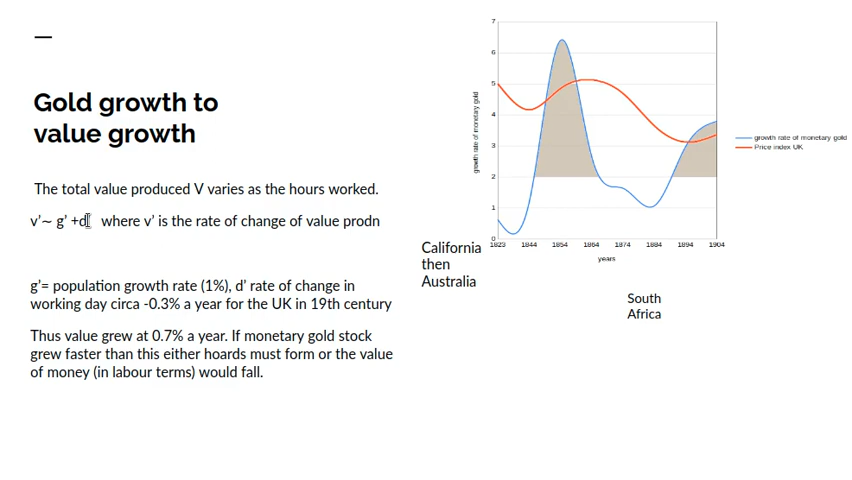 Gold growth to
value growth
The total value produced V varies as the hours worked.
v'~ g' +d' where v' is the rate of change of value prodn
g'= population growth rate (1%), d' rate of change in
working day circa -0.3% a year for the UK in 19th century
Thus value grew at 0.7% a year. If monetary gold stock
grew faster than this either hoards must form or the value
of money (in labour terms) would fall.
growth rate of monetary gold
7
6
5
4
3
2
1
0
1823 1844 1854 1864 1874 1884 1894 1904
years
growth rate of monetary gold
Price index UK
California
then
Australia
South
Africa